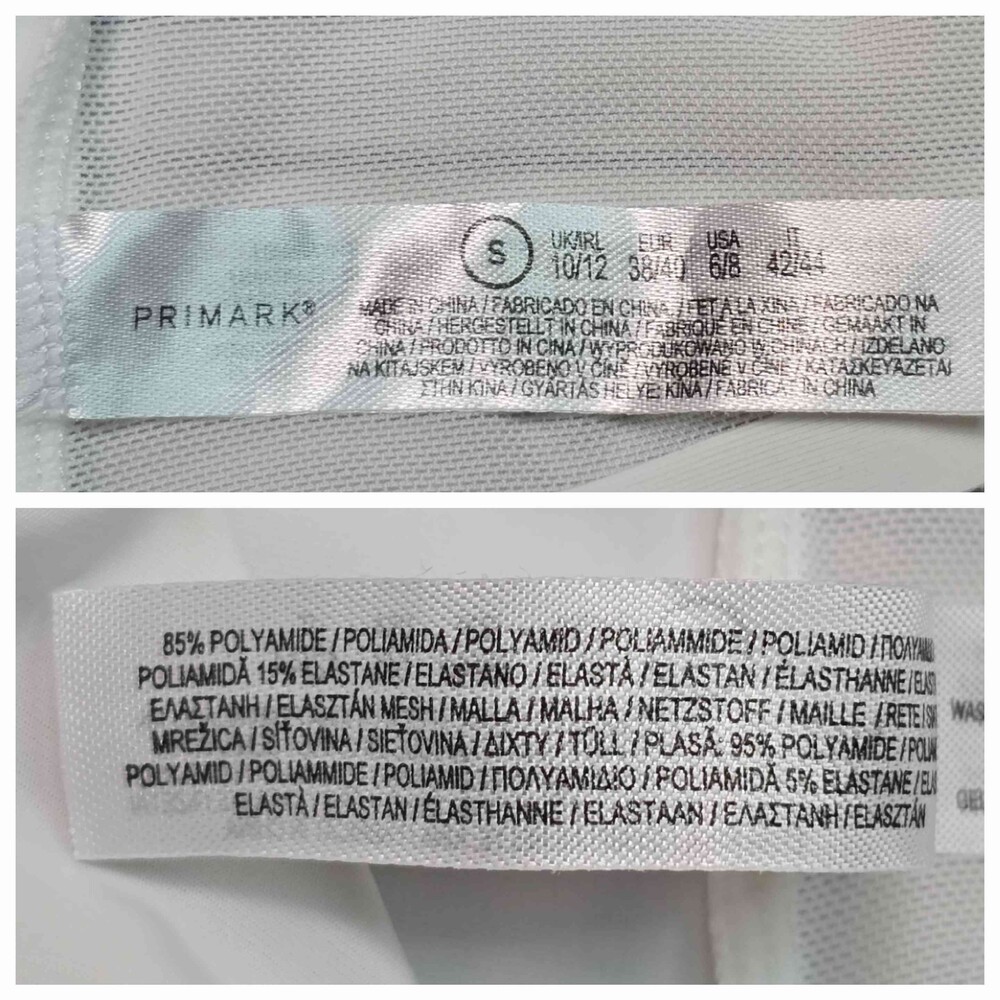 PRIMARK®
S
UK/IRL EUR USA IT
10/12 38/40 6/8 42/44
MADE IN CHINA / FABRICADO EN CHINA / FET A LA XINA / FABRICADO NA
CHINA / HERGESTELLT IN CHINA / FABRIQUÉ EN CHINE / GEMAAKT IN
CHINA / PRODOTTO IN CINA / WYPRODUKOWANO W CHINACH / IZDELANO
NA KITAJSKEM / VYROBENO V ČÍNĚ / VYROBENÉ V ČÍNE / ΚΑΤΑΣΚΕΥΑΖΕΤΑΙ
ΣΤΗΝ ΚΙΝΑ / GYÁRTÁS HELYE: KÍNA / FABRICAT ÎN CHINA
85% POLYAMIDE / POLIAMIDA / POLYAMID / POLIAMMIDE / POLIAMID /
POLIAMIDĂ 15% ELASTANE / ELASTANO / ELASTÀ / ELASTAN / ÉLASTHANNE /
ΕΛΑΣΤΑΝΗ / ELASZTÁN MESH / MALLA / MALHA / NETZSTOFF / MAILLE / RETE /
MREŽICA / SÍŤOVINA / SIEŤOVINA / ΔΙΧΤΥ / TÜLL / PLASĂ: 95% POLYAMIDE /
POLYAMID / POLIAMMIDE / POLIAMID / ΠΟΛΥΑΜΙΔΙΟ / POLIAMIDĂ 5% ELASTANE /
ELASTÀ / ELASTAN / ÉLASTHANNE / ELASTAAN / ΕΛΑΣΤΑΝΗ / ELASZTÁN